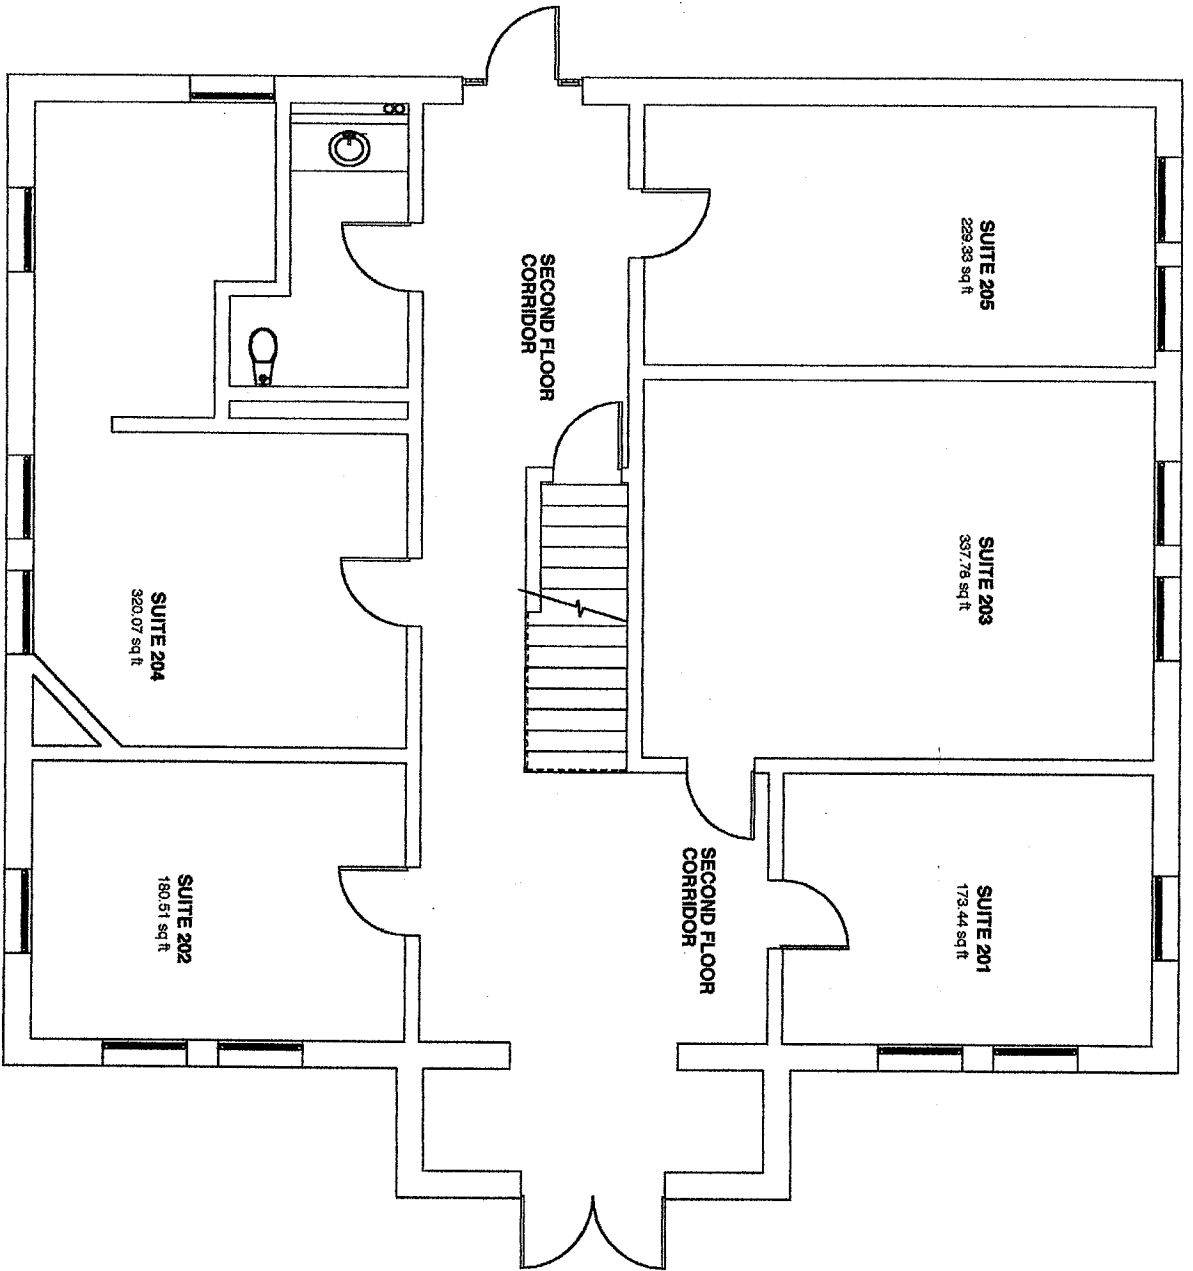 SUITE 205
229.33 sq ft
SECOND FLOOR
CORRIDOR
SUITE 203
337.76 sq ft
SUITE 204
320.07 sq ft
SECOND FLOOR
CORRIDOR
SUITE 201
173.44 sq ft
SUITE 202
180.51 sq ft